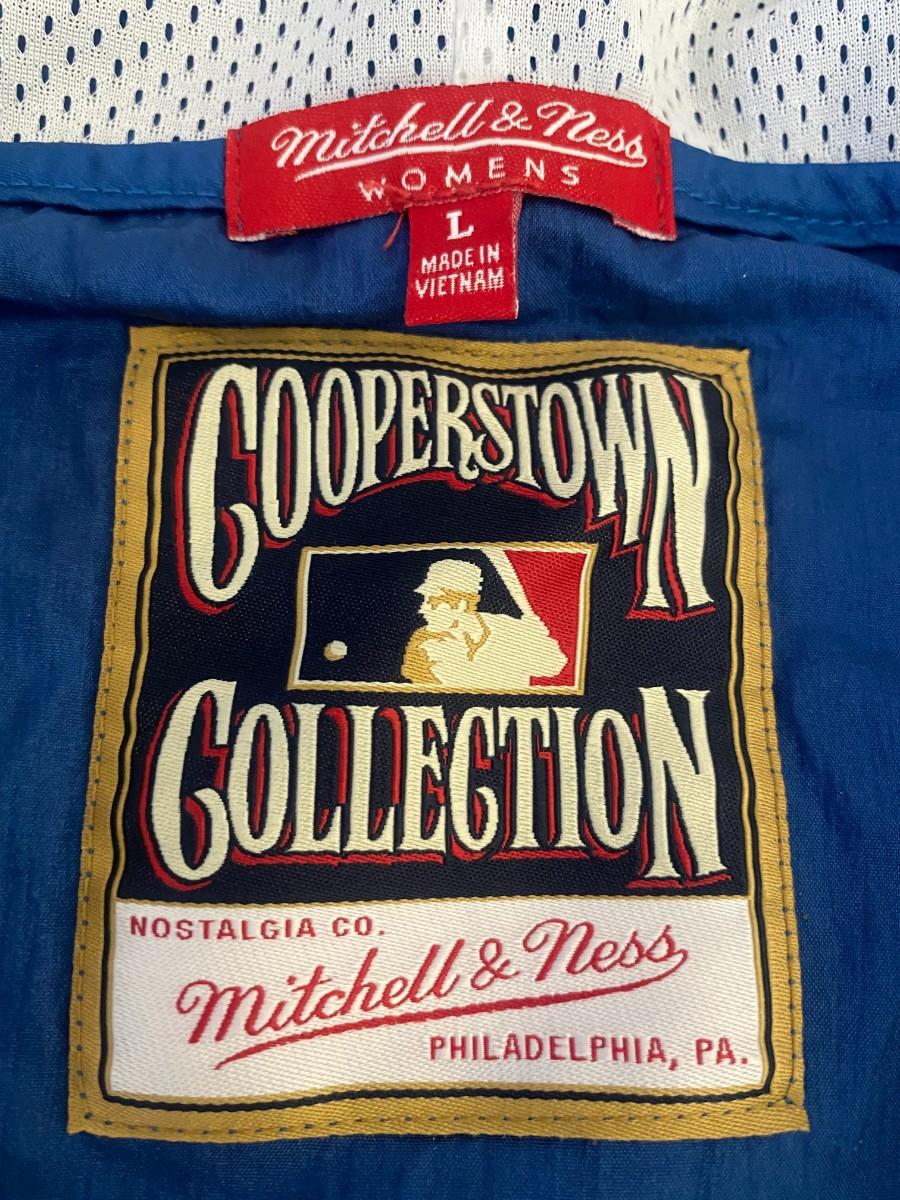 Mitchell & Ness
WOMENS
L
MADE IN
VIETNAM
COOPERSTOWN
COLLECTION
NOSTALGIA CO.
Mitchell & Ness
PHILADELPHIA, PA.